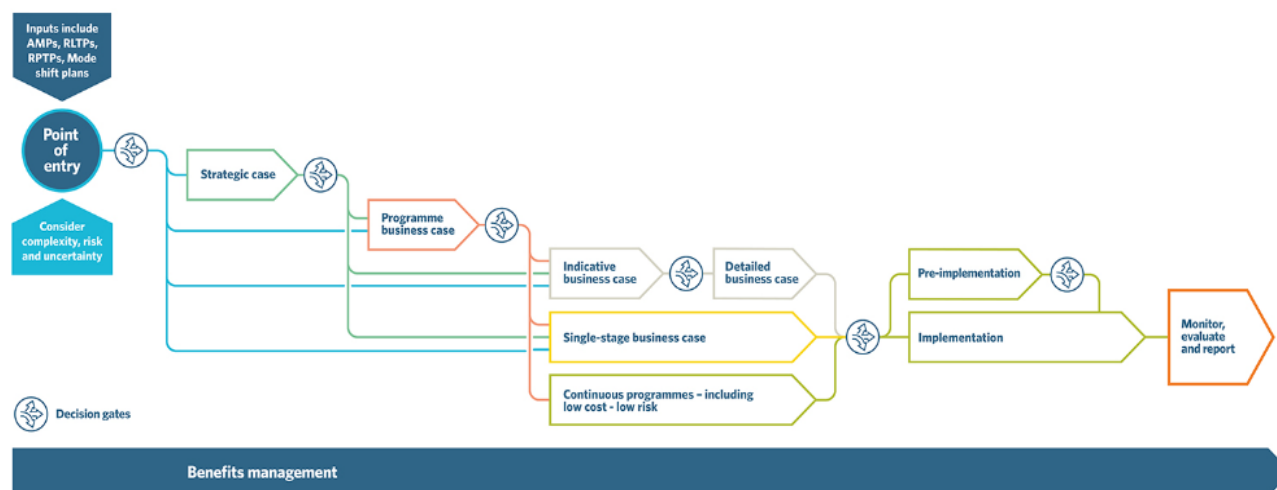 Inputs include
AMPs, RLTPs,
RPTPs, Mode
shift plans
Point
of
entry
Consider
complexity, risk
and uncertainty
Strategic case
Programme
business case
Indicative
business case
Detailed
business case
Single-stage business case
Continuous programmes – including
low cost - low risk
Pre-implementation
Implementation
Monitor,
evaluate
and report
Decision gates
Benefits management